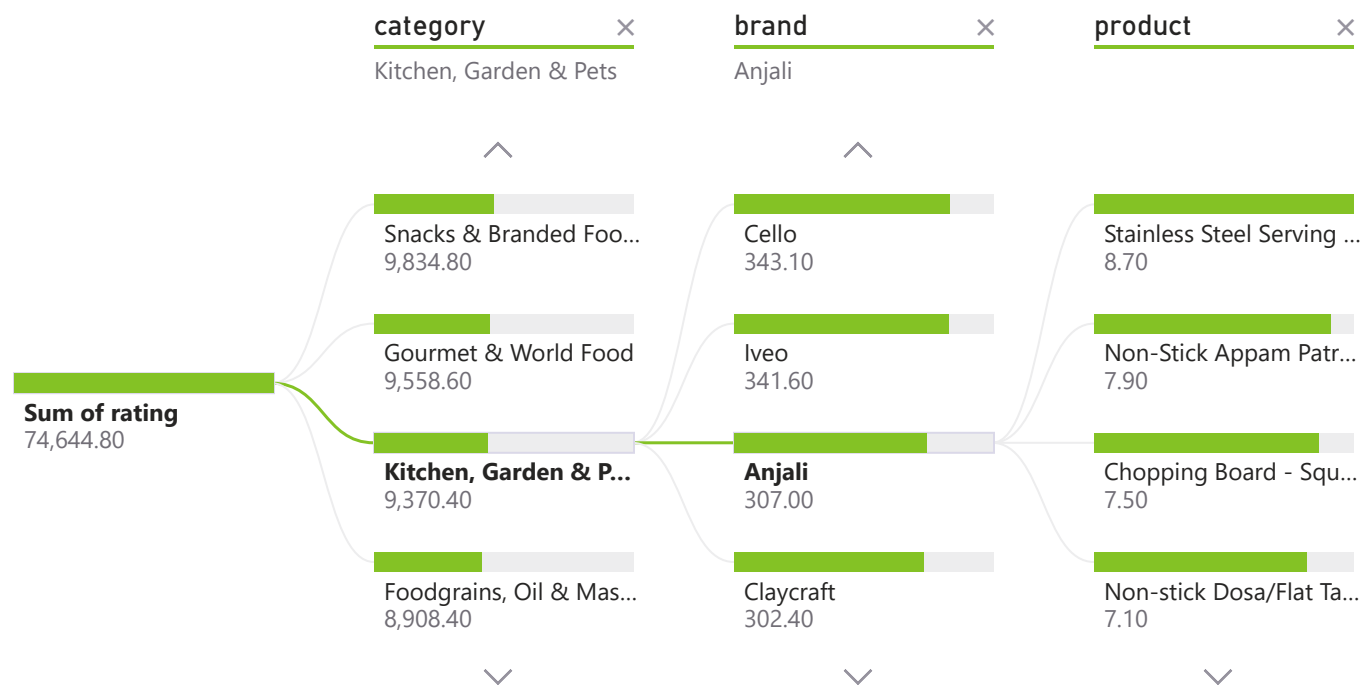 category
Kitchen, Garden & Pets
brand
Anjali
product
Sum of rating
74,644.80
Snacks & Branded Foo...
9,834.80
Gourmet & World Food
9,558.60
Kitchen, Garden & P...
9,370.40
Foodgrains, Oil & Mas...
8,908.40
Cello
343.10
Iveo
341.60
Anjali
307.00
Claycraft
302.40
Stainless Steel Serving ...
8.70
Non-Stick Appam Patr...
7.90
Chopping Board - Squ...
7.50
Non-stick Dosa/Flat Ta...
7.10